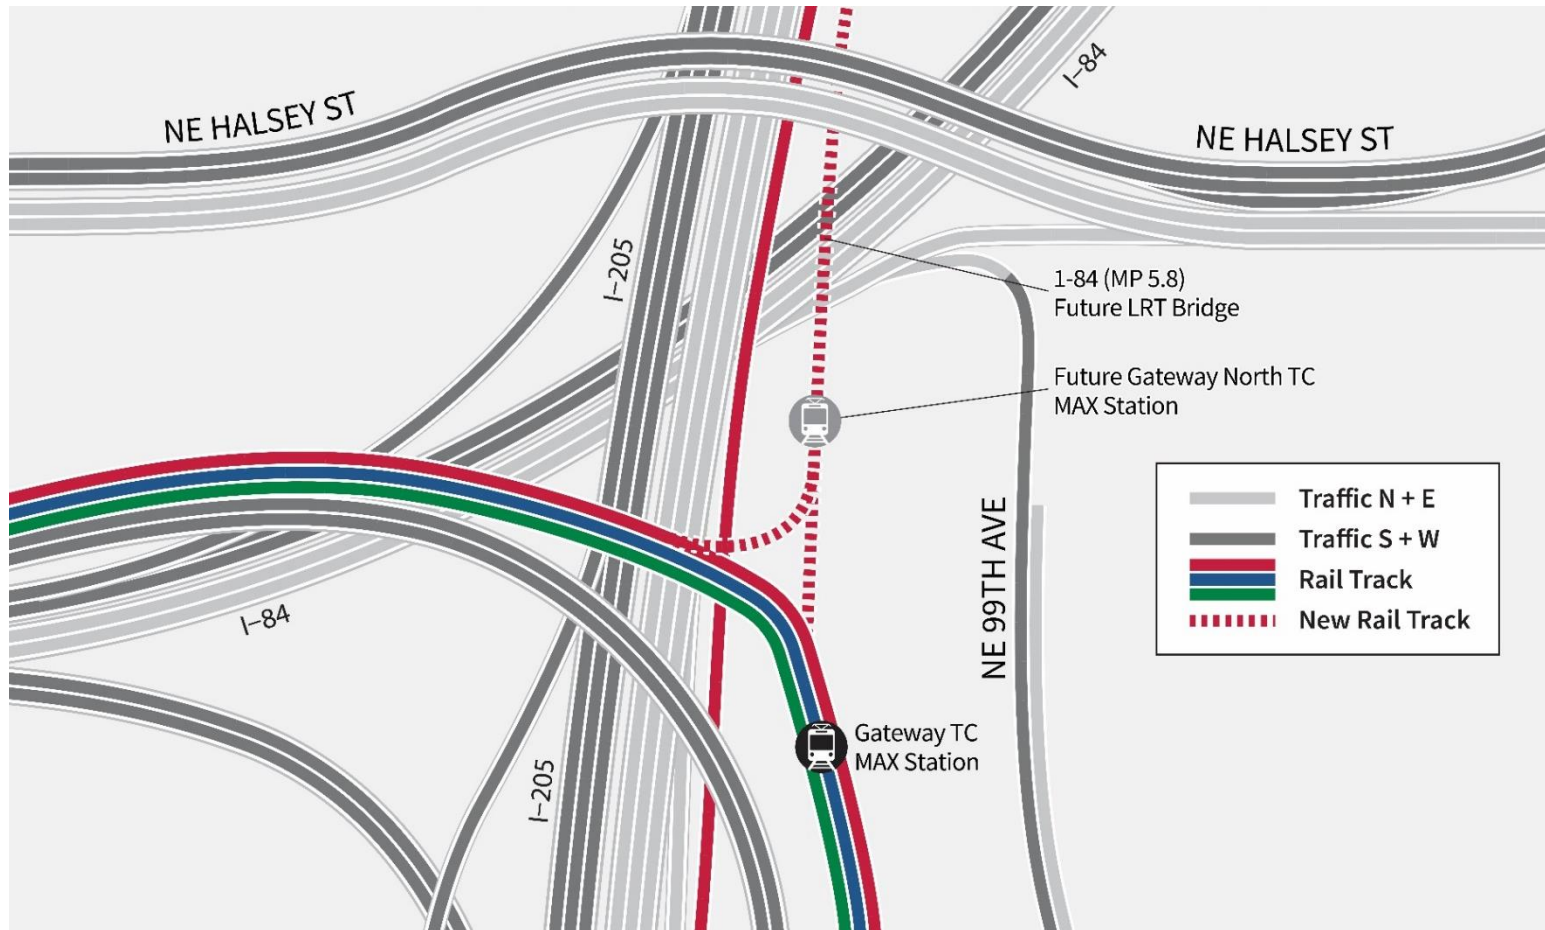 I–84
NE HALSEY ST
NE HALSEY ST
I–205
1-84 (MP 5.8)
Future LRT Bridge
Future Gateway North TC
MAX Station
Traffic N + E
Traffic S + W
Rail Track
New Rail Track
NE 99TH AVE
I–84
Gateway TC
MAX Station
I–205